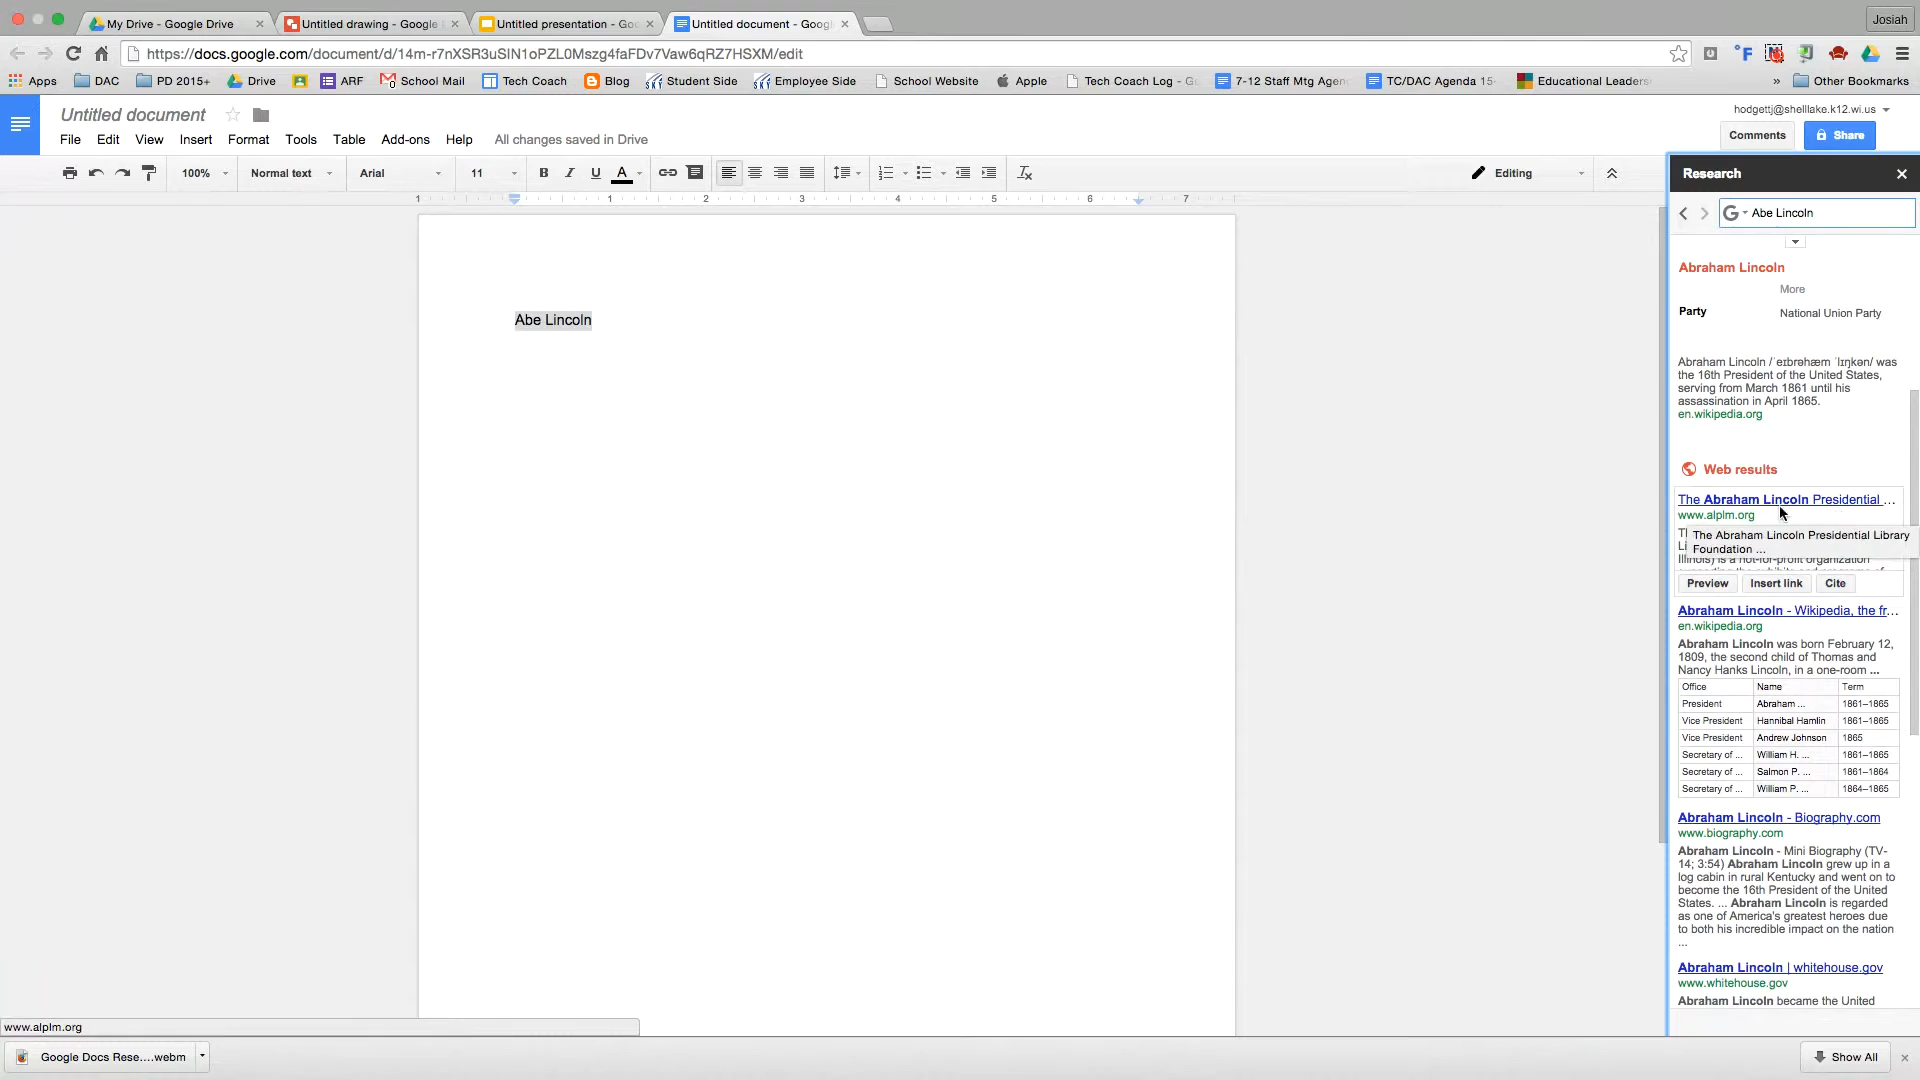 My Drive - Google Drive
Untitled drawing - Google
Untitled presentation - Goo
Untitled document - Googl
Josiah
https://docs.google.com/document/d/14m-r7nXSR3uSIN1oPZL0Mszg4faFDv7Vaw6qRZ7HSXM/edit
Apps DAC PD 2015+ Drive ARF School Mail Tech Coach Blog Student Side Employee Side School Website Apple Tech Coach Log - Go 7-12 Staff Mtg Agen TC/DAC Agenda 15- Educational Leaders » Other Bookmarks
Untitled document
hodgettj@shelllake.k12.wi.us
File Edit View Insert Format Tools Table Add-ons Help All changes saved in Drive
Comments Share
100% Normal text Arial 11 B I U A Editing
1 1 2 3 4 5 6 7
Abe Lincoln
Research
Abe Lincoln
Abraham Lincoln
More
Party National Union Party
Abraham Lincoln /ˈeɪbrəhæm ˈlɪŋkən/ was
the 16th President of the United States,
serving from March 1861 until his
assassination in April 1865.
en.wikipedia.org
Web results
The Abraham Lincoln Presidential ...
www.alplm.org
The Abraham Lincoln Presidential Library
Foundation ...
Illinois) is a not-for-profit organization
Preview Insert link Cite
Abraham Lincoln - Wikipedia, the fr...
en.wikipedia.org
Abraham Lincoln was born February 12,
1809, the second child of Thomas and
Nancy Hanks Lincoln, in a one-room ...
Office Name Term
President Abraham ... 1861–1865
Vice President Hannibal Hamlin 1861–1865
Vice President Andrew Johnson 1865
Secretary of ... William H. ... 1861–1865
Secretary of ... Salmon P. ... 1861–1864
Secretary of ... William P. ... 1864–1865
Abraham Lincoln - Biography.com
www.biography.com
Abraham Lincoln - Mini Biography (TV-
14; 3:54) Abraham Lincoln grew up in a
log cabin in rural Kentucky and went on to
become the 16th President of the United
States. ... Abraham Lincoln is regarded
as one of America's greatest heroes due
to both his incredible impact on the nation
...
Abraham Lincoln | whitehouse.gov
www.whitehouse.gov
Abraham Lincoln became the United
www.alplm.org
Google Docs Rese....webm
Show All